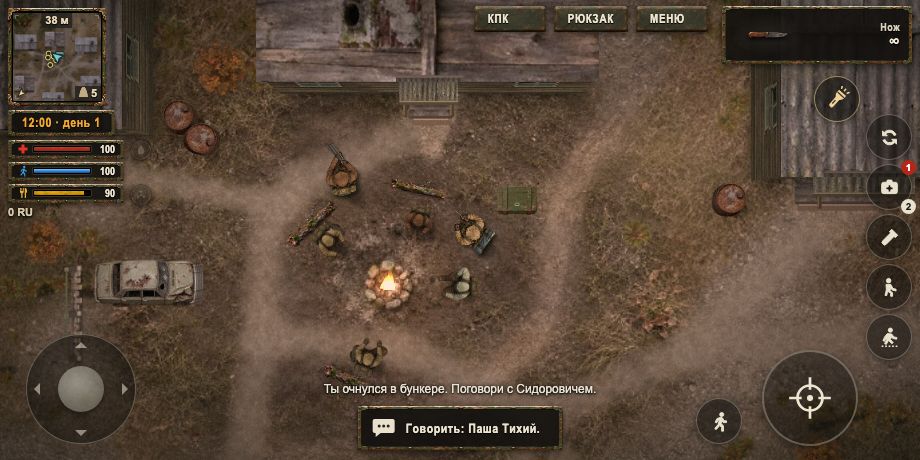 38 м
5
12:00 · день 1
100
100
90
0 RU
КПК
РЮКЗАК
МЕНЮ
Нож
∞
1
2
Ты очнулся в бункере. Поговори с Сидоровичем.
Говорить: Паша Тихий.